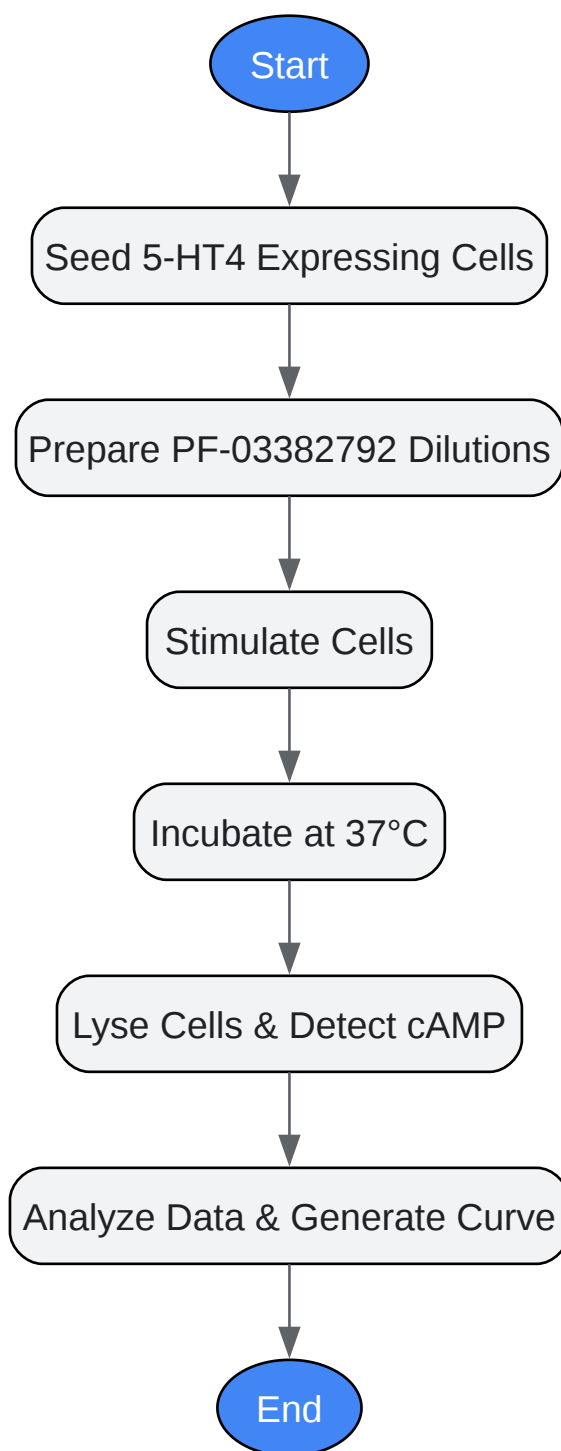 Start
Seed 5-HT4 Expressing Cells
Prepare PF-03382792 Dilutions
Stimulate Cells
Incubate at 37°C
Lyse Cells & Detect cAMP
Analyze Data & Generate Curve
End